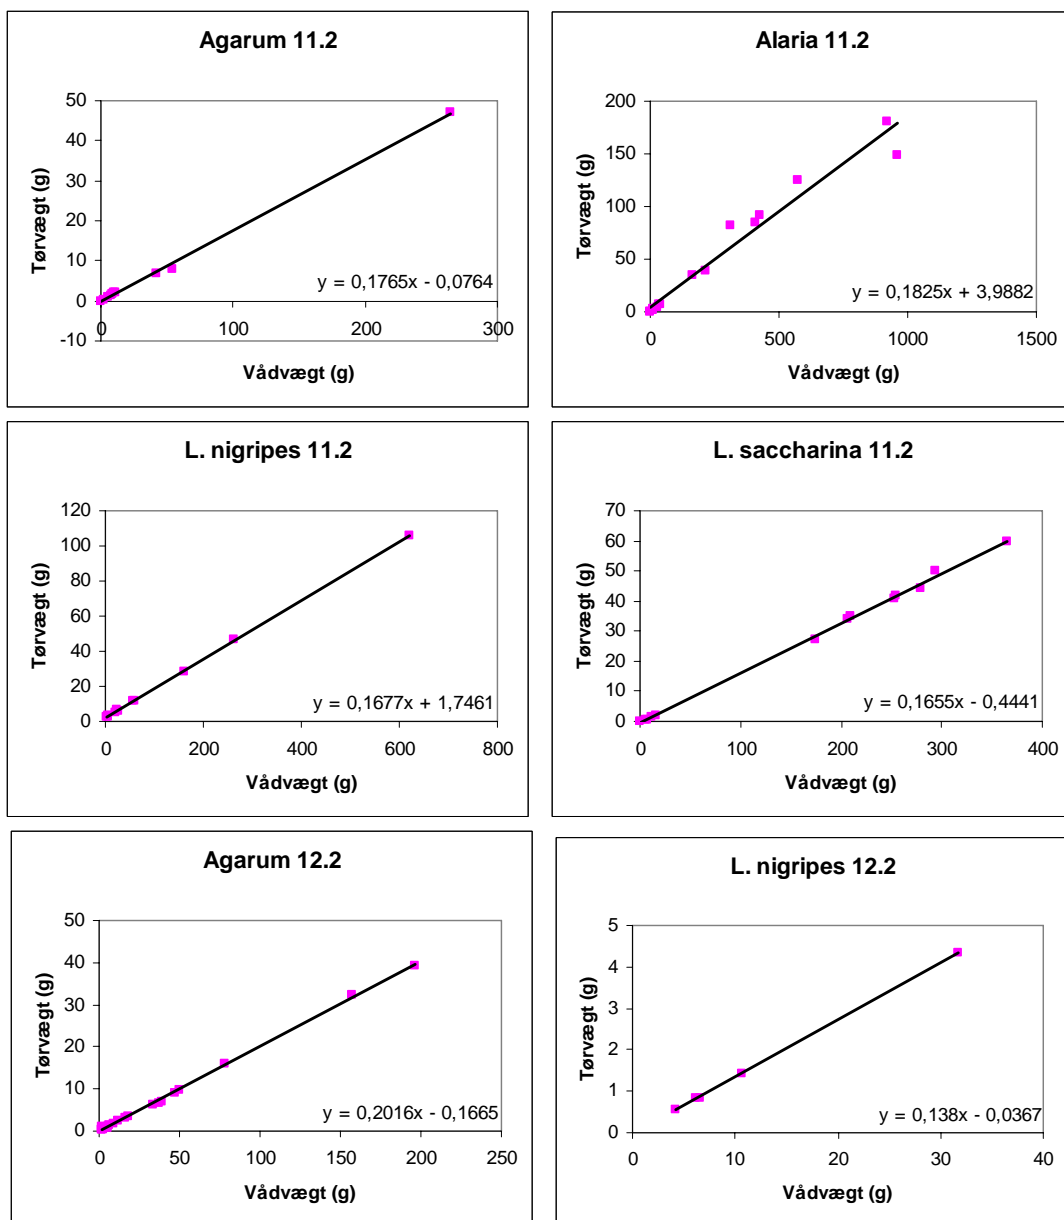 Agarum 11.2
50
40
30
20
10
0
-10
0
100
200
300
Tørvægt (g)
y = 0,1765x - 0,0764
Vådvægt (g)
Alaria 11.2
200
150
100
50
0
0
500
1000
1500
Tørvægt (g)
y = 0,1825x + 3,9882
Vådvægt (g)
L. nigripes 11.2
120
100
80
60
40
20
0
0
200
400
600
800
Tørvægt (g)
y = 0,1677x + 1,7461
Vådvægt (g)
L. saccharina 11.2
70
60
50
40
30
20
10
0
0
100
200
300
400
Tørvægt (g)
y = 0,1655x - 0,4441
Vådvægt (g)
Agarum 12.2
50
40
30
20
10
0
0
50
100
150
200
250
Tørvægt (g)
y = 0,2016x - 0,1665
Vådvægt (g)
L. nigripes 12.2
5
4
3
2
1
0
0
10
20
30
40
Tørvægt (g)
y = 0,138x - 0,0367
Vådvægt (g)